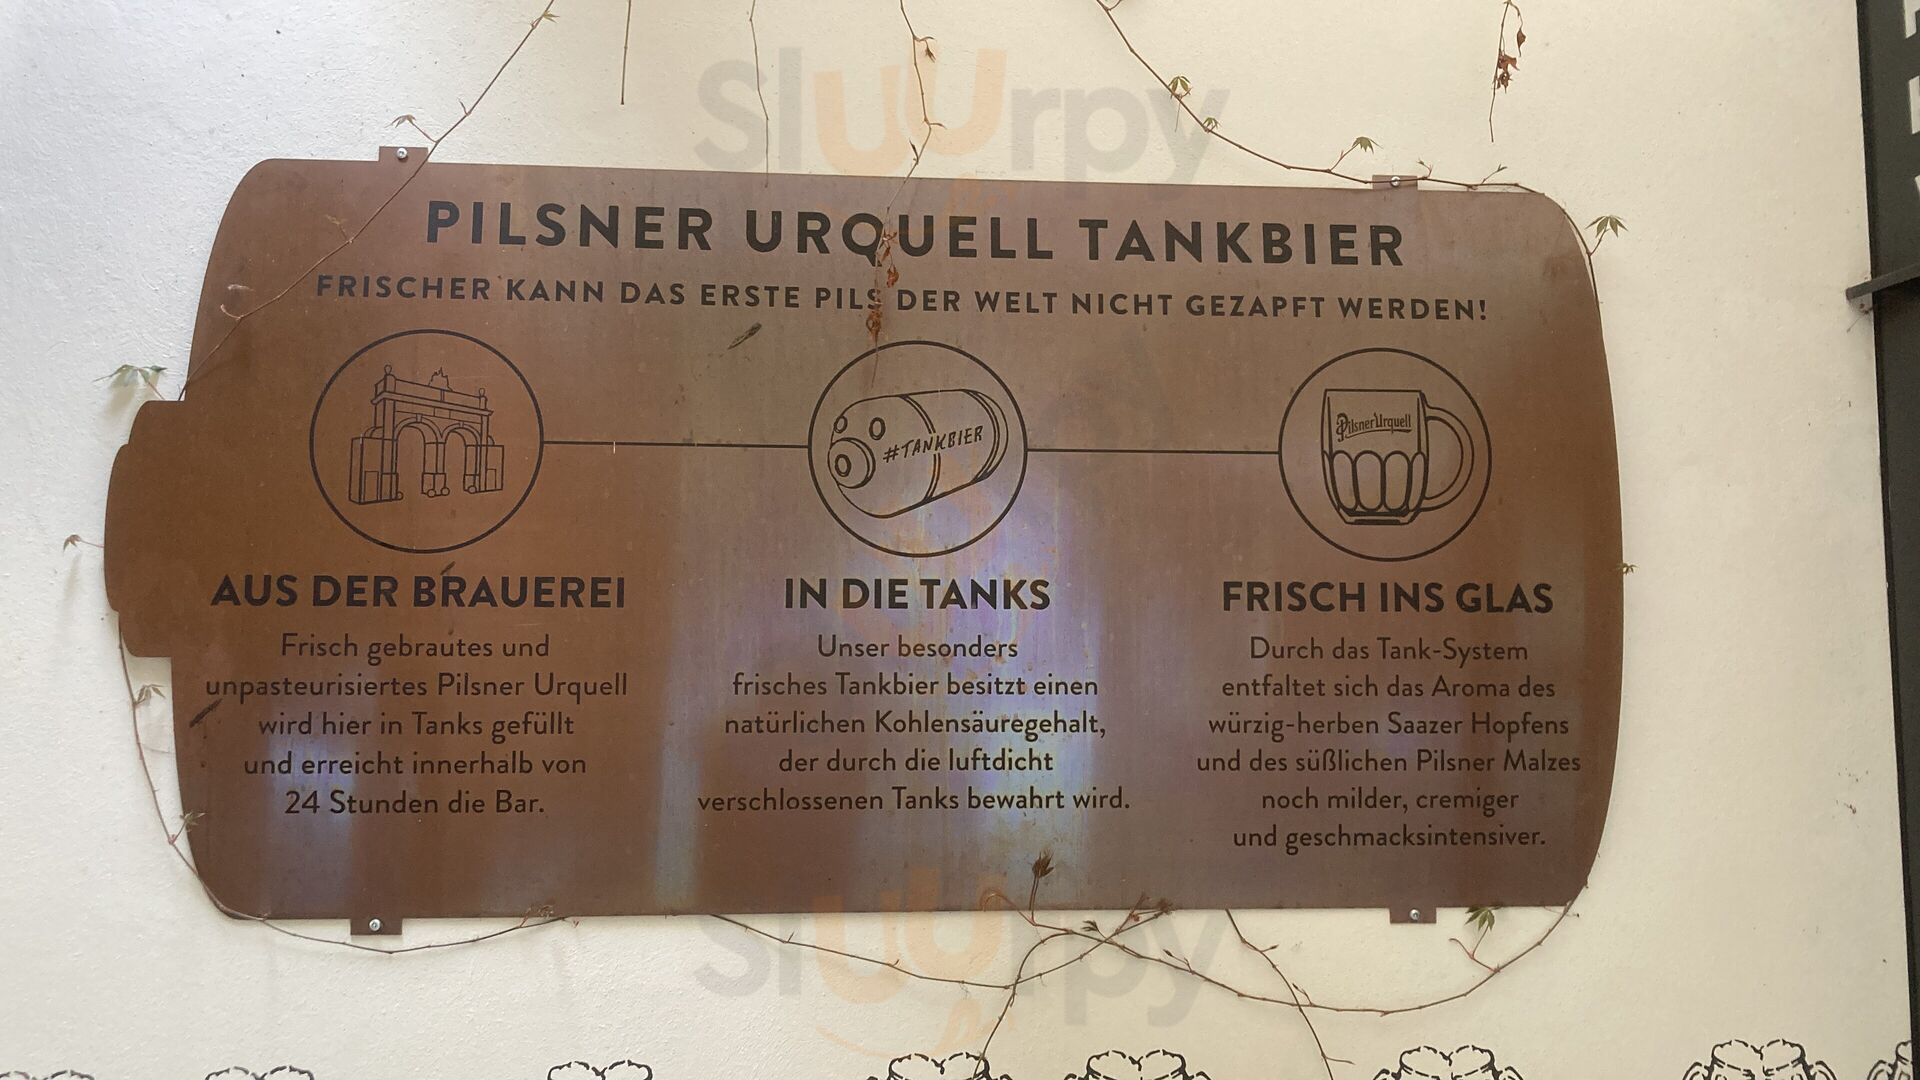 PILSNER URQUELL TANKBIER
FRISCHER KANN DAS ERSTE PILS DER WELT NICHT GEZAPFT WERDEN!
#TANKBIER
Pilsner Urquell
AUS DER BRAUEREI
Frisch gebrautes und
unpasteurisiertes Pilsner Urquell
wird hier in Tanks gefüllt
und erreicht innerhalb von
24 Stunden die Bar.
IN DIE TANKS
Unser besonders
frisches Tankbier besitzt einen
natürlichen Kohlensäuregehalt,
der durch die luftdicht
verschlossenen Tanks bewahrt wird.
FRISCH INS GLAS
Durch das Tank-System
entfaltet sich das Aroma des
würzig-herben Saazer Hopfens
und des süßlichen Pilsner Malzes
noch milder, cremiger
und geschmacksintensiver.
Sluurpy
Sluurpy